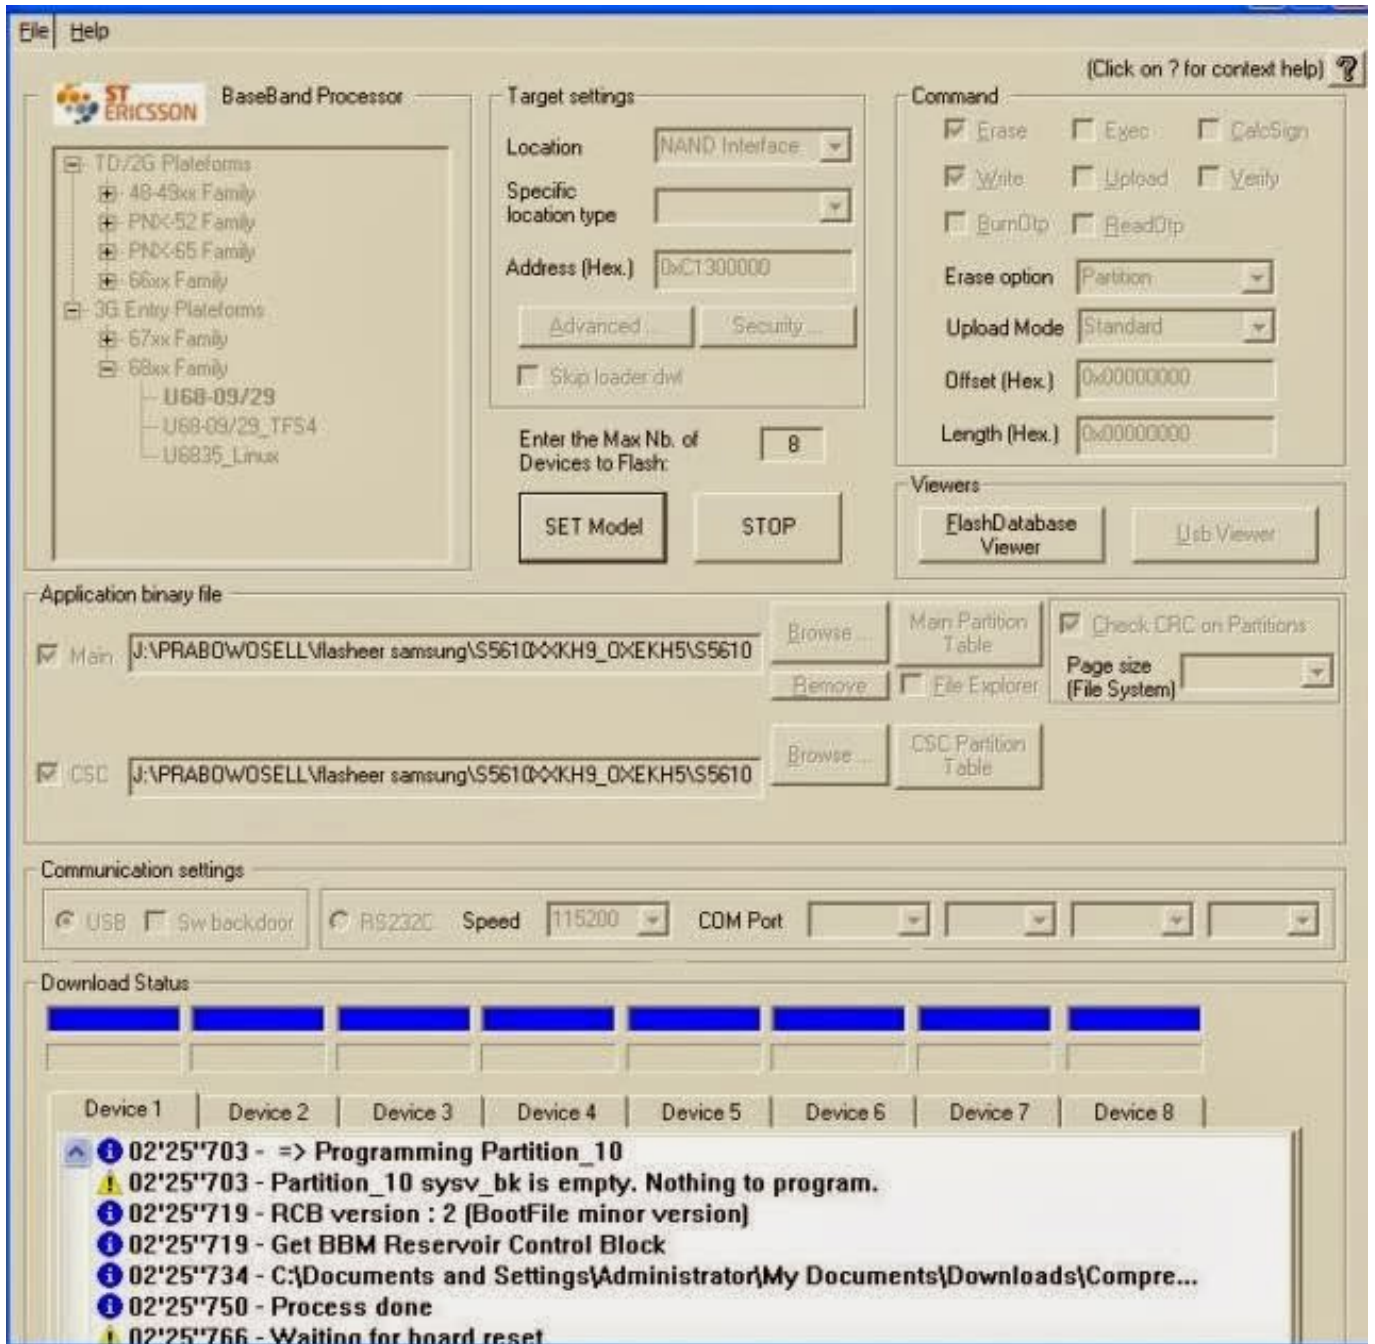 File Help
(Click on ? for context help) ?
ST ERICSSON
BaseBand Processor
TD/2G Plateforms
48-49xx Family
PNX-52 Family
PNX-65 Family
66xx Family
3G Entry Plateforms
67xx Family
68xx Family
U68-09/29
U68-09/29_TFS4
U6835_Linux
Target settings
Location NAND Interface
Specific
location type
Address (Hex.) 0xC1300000
Advanced ... Security ...
Skip loader dwl
Enter the Max Nb. of
Devices to Flash: 8
SET Model STOP
Command
Erase Exec CalcSign
Write Upload Verify
BurnOtp ReadOtp
Erase option Partition
Upload Mode Standard
Offset (Hex.) 0x00000000
Length (Hex.) 0x00000000
Viewers
FlashDatabase
Viewer
Usb Viewer
Application binary file
Main J:\PRABOWOSELL\flasheer samsung\S5610XXKH9_OXEKH5\S5610
Browse ...
Remove
Main Partition
Table
File Explorer
Check CRC on Partitions
Page size
(File System)
CSC J:\PRABOWOSELL\flasheer samsung\S5610XXKH9_OXEKH5\S5610
Browse ...
CSC Partition
Table
Communication settings
USB Sw backdoor RS232C Speed 115200 COM Port
Download Status
Device 1 Device 2 Device 3 Device 4 Device 5 Device 6 Device 7 Device 8
02'25''703 - => Programming Partition_10
02'25''703 - Partition_10 sysv_bk is empty. Nothing to program.
02'25''719 - RCB version : 2 (BootFile minor version)
02'25''719 - Get BBM Reservoir Control Block
02'25''734 - C:\Documents and Settings\Administrator\My Documents\Downloads\Compre...
02'25''750 - Process done
02'25''766 - Waiting for board reset